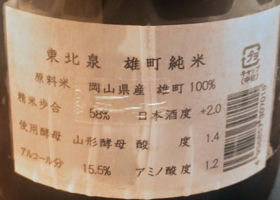 東北泉 雄町純米
原料米 岡山県産 雄町 100%
精米歩合 58% 日本酒度 +2.0
使用酵母 山形酵母 酸度 1.4
アルコール分 15.5% アミノ酸度 1.2